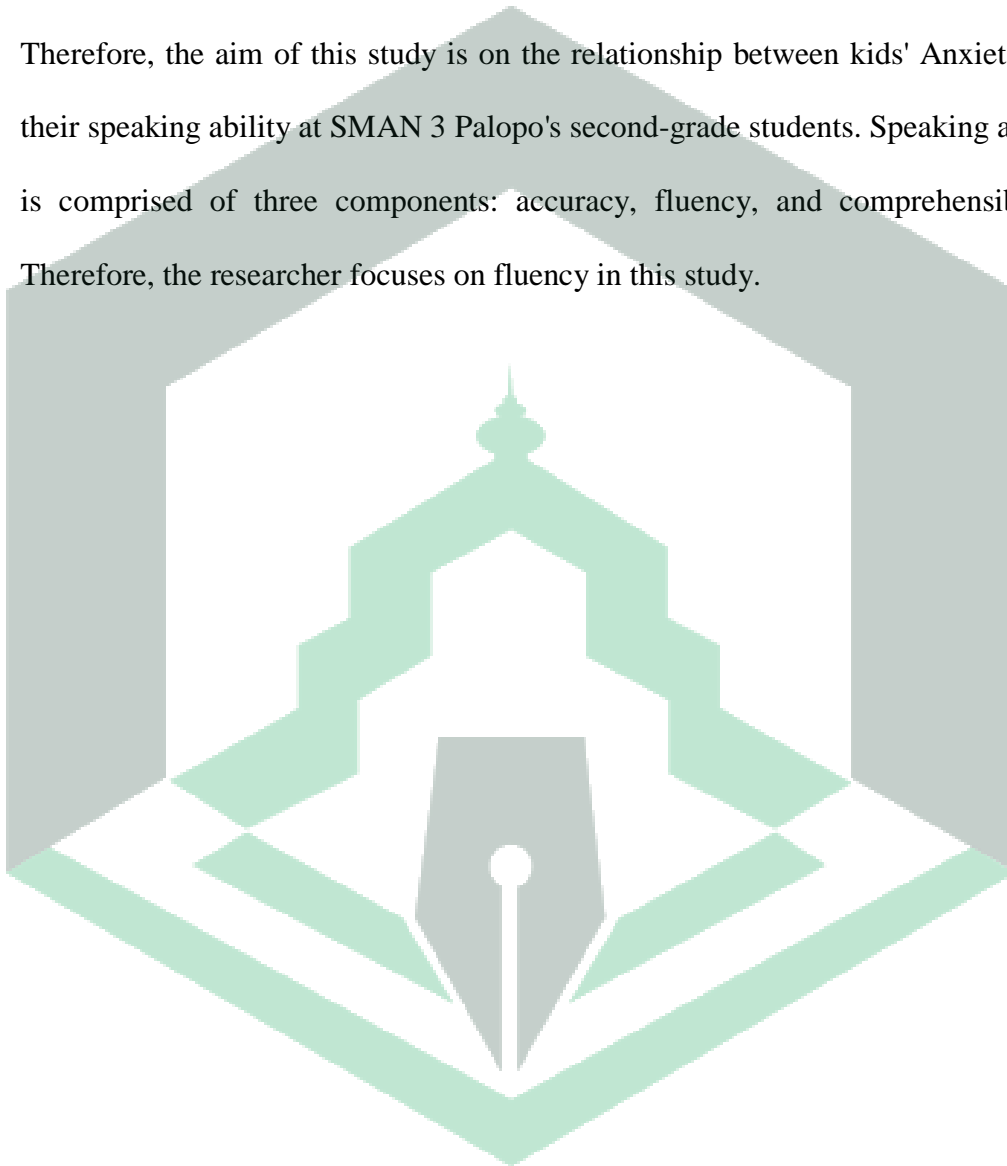 Therefore, the aim of this study is on the relationship between kids' Anxiet
their speaking ability at SMAN 3 Palopo's second-grade students. Speaking a
is comprised of three components: accuracy, fluency, and comprehensib
Therefore, the researcher focuses on fluency in this study.